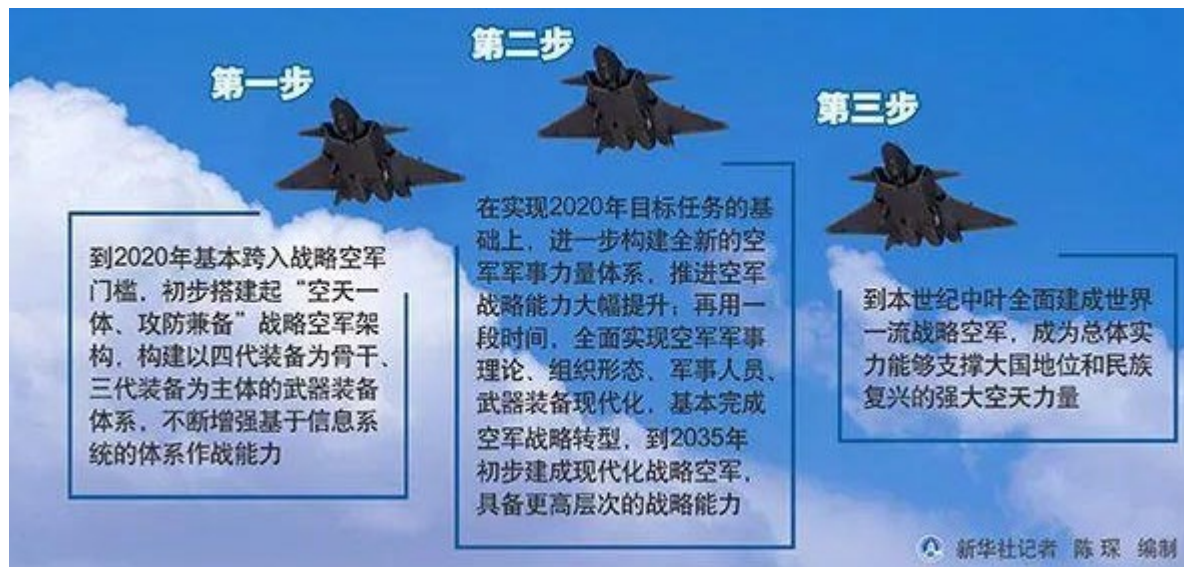 第一步
到2020年基本跨入战略空军
门槛，初步搭建起“空天一
体、攻防兼备”战略空军架
构，构建以四代装备为骨干、
三代装备为主体的武器装备
体系，不断增强基于信息系
统的体系作战能力
第二步
在实现2020年目标任务的基
础上，进一步构建全新的空
军军事力量体系，推进空军
战略能力大幅提升；再用一
段时间，全面实现空军军事
理论、组织形态、军事人员、
武器装备现代化，基本完成
空军战略转型，到2035年
初步建成现代化战略空军，
具备更高层次的战略能力
第三步
到本世纪中叶全面建成世界
一流战略空军，成为总体实
力能够支撑大国地位和民族
复兴的强大空天力量
新华社记者 陈琛 编制